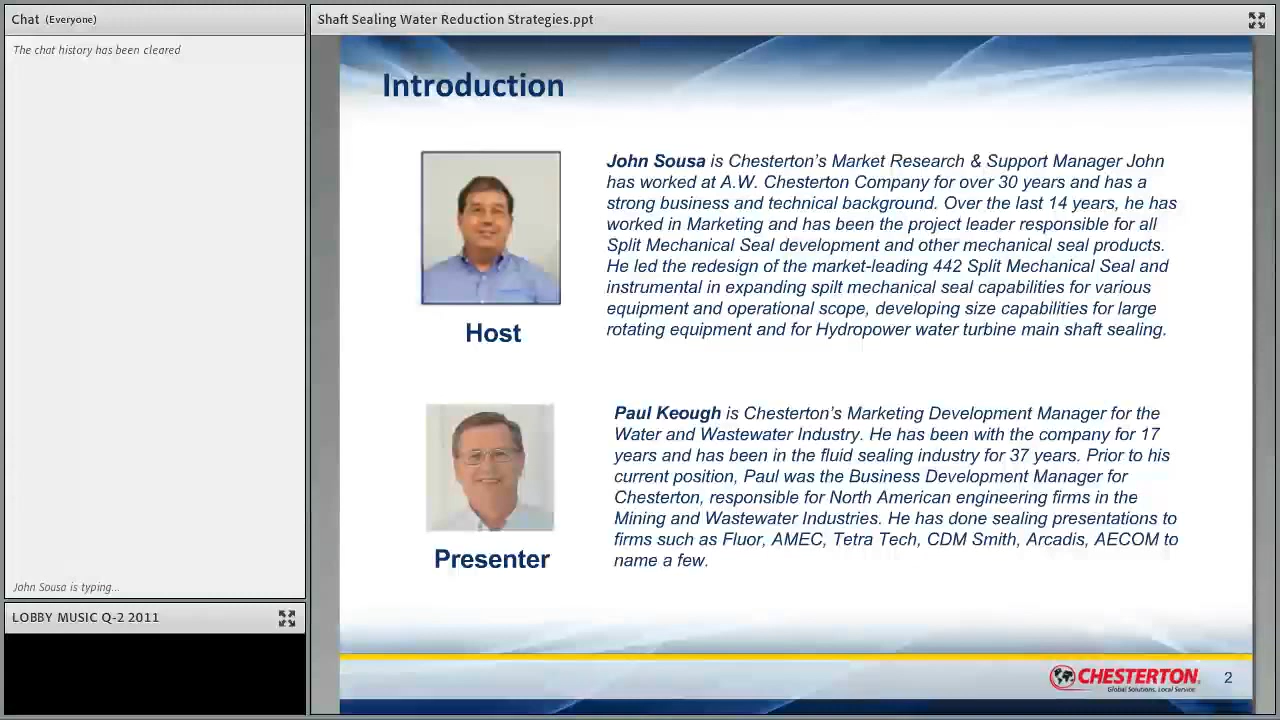 Chat (Everyone)
The chat history has been cleared
John Sousa is typing...
LOBBY MUSIC Q-2 2011
Shaft Sealing Water Reduction Strategies.ppt
Introduction
Host
John Sousa is Chesterton's Market Research & Support Manager John
has worked at A.W. Chesterton Company for over 30 years and has a
strong business and technical background. Over the last 14 years, he has
worked in Marketing and has been the project leader responsible for all
Split Mechanical Seal development and other mechanical seal products.
He led the redesign of the market-leading 442 Split Mechanical Seal and
instrumental in expanding spilt mechanical seal capabilities for various
equipment and operational scope, developing size capabilities for large
rotating equipment and for Hydropower water turbine main shaft sealing.
Presenter
Paul Keough is Chesterton's Marketing Development Manager for the
Water and Wastewater Industry. He has been with the company for 17
years and has been in the fluid sealing industry for 37 years. Prior to his
current position, Paul was the Business Development Manager for
Chesterton, responsible for North American engineering firms in the
Mining and Wastewater Industries. He has done sealing presentations to
firms such as Fluor, AMEC, Tetra Tech, CDM Smith, Arcadis, AECOM to
name a few.
CHESTERTON
Global Solutions, Local Service.
2